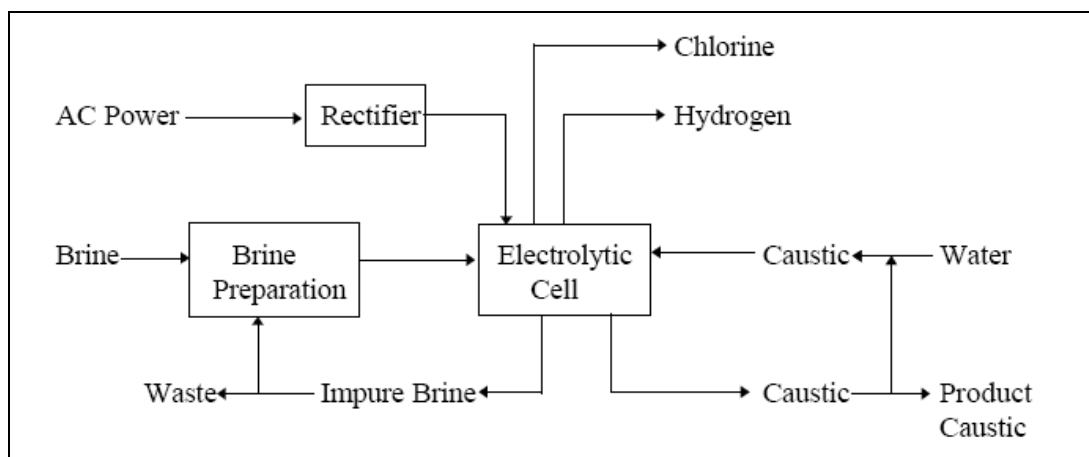 Chlorine
AC Power
Rectifier
Hydrogen
Brine
Brine
Preparation
Electrolytic
Cell
Caustic
Water
Waste
Impure Brine
Caustic
Product
Caustic